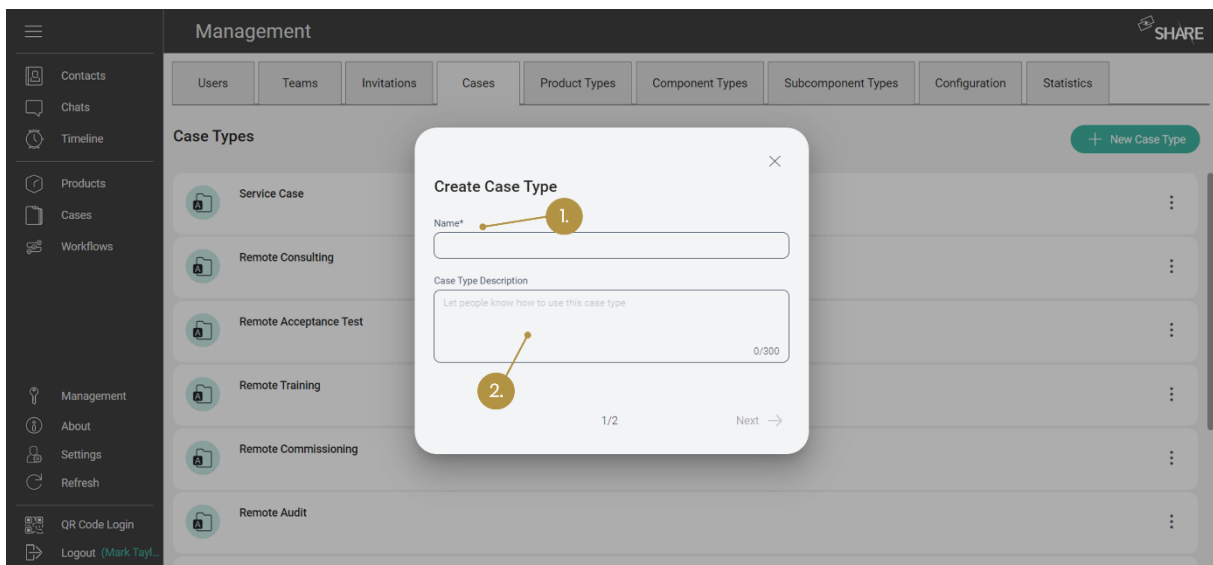 Management
SHARE
Contacts
Chats
Timeline
Products
Cases
Workflows
Management
About
Settings
Refresh
QR Code Login
Logout (Mark Tayl...
Users
Teams
Invitations
Cases
Product Types
Component Types
Subcomponent Types
Configuration
Statistics
Case Types
New Case Type
Service Case
Remote Consulting
Remote Acceptance Test
Remote Training
Remote Commissioning
Remote Audit
Create Case Type
1.
Name*
Case Type Description
Let people know how to use this case type
0/300
2.
1/2
Next